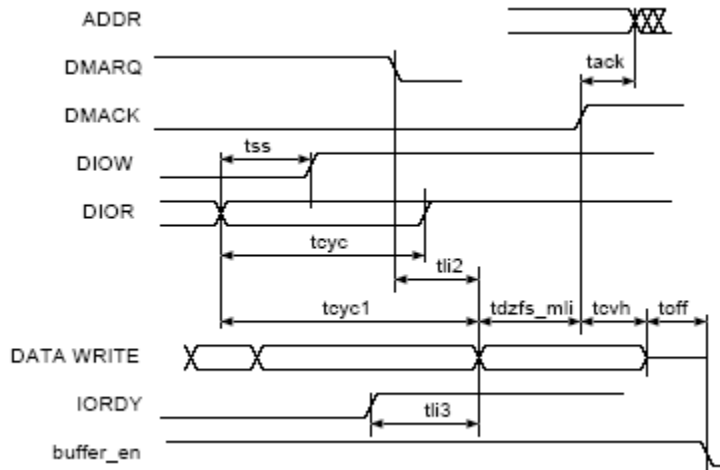 ADDR
DMARQ
tack
DMACK
tss
DIOW
DIOR
tcyc
tli2
tcyc1 tdzfs_mli tcvh toff
DATA WRITE
IORDY
tli3
buffer_en